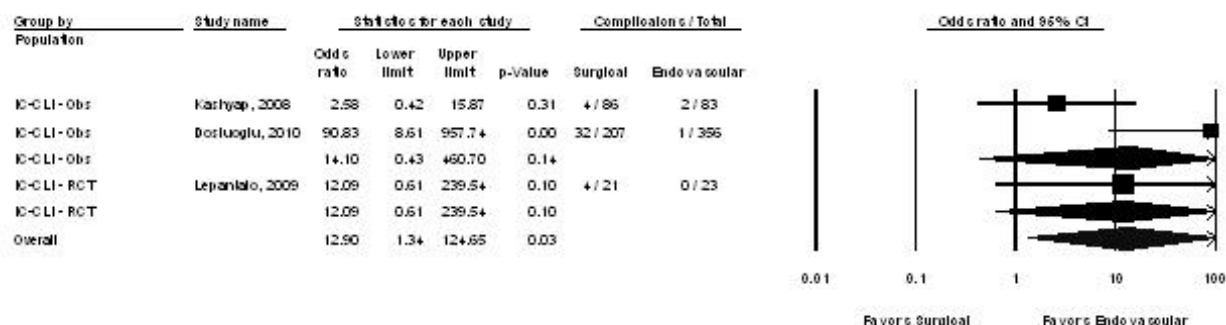 Group by Study name Statistics for each study Complicaions / Total Odds ratio and 95% CI
Population
Odds Lower Upper
ratio limit limit p-Value Surgical Endovascular
IC-CLI - Obs Kashyap, 2008 2.58 0.42 15.87 0.31 4 / 86 2 / 83
IC-CLI - Obs Dosluoglu, 2010 90.83 8.61 957.74 0.00 32 / 207 1 / 356
IC-CLI - Obs 14.10 0.43 460.70 0.14
IC-CLI - RCT Lepantalo, 2009 12.09 0.61 239.54 0.10 4 / 21 0 / 23
IC-CLI - RCT 12.09 0.61 239.54 0.10
Overall 12.90 1.34 124.65 0.03
0.01 0.1 1 10 100
Favors Surgical Favors Endovascular